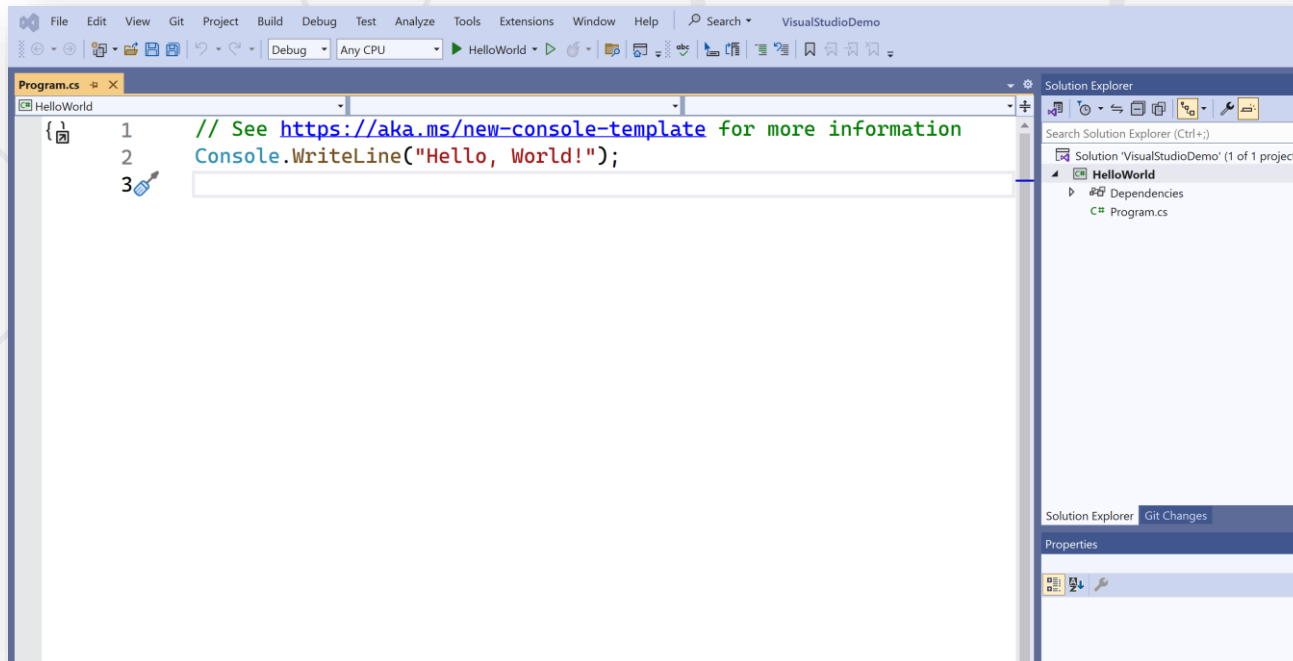 File Edit View Git Project Build Debug Test Analyze Tools Extensions Window Help Search VisualStudioDemo
Debug Any CPU HelloWorld
Program.cs
HelloWorld
1 // See https://aka.ms/new-console-template for more information
2 Console.WriteLine("Hello, World!");
3
Solution Explorer
Search Solution Explorer (Ctrl+;)
Solution 'VisualStudioDemo' (1 of 1 project
HelloWorld
Dependencies
C# Program.cs
Solution Explorer Git Changes
Properties